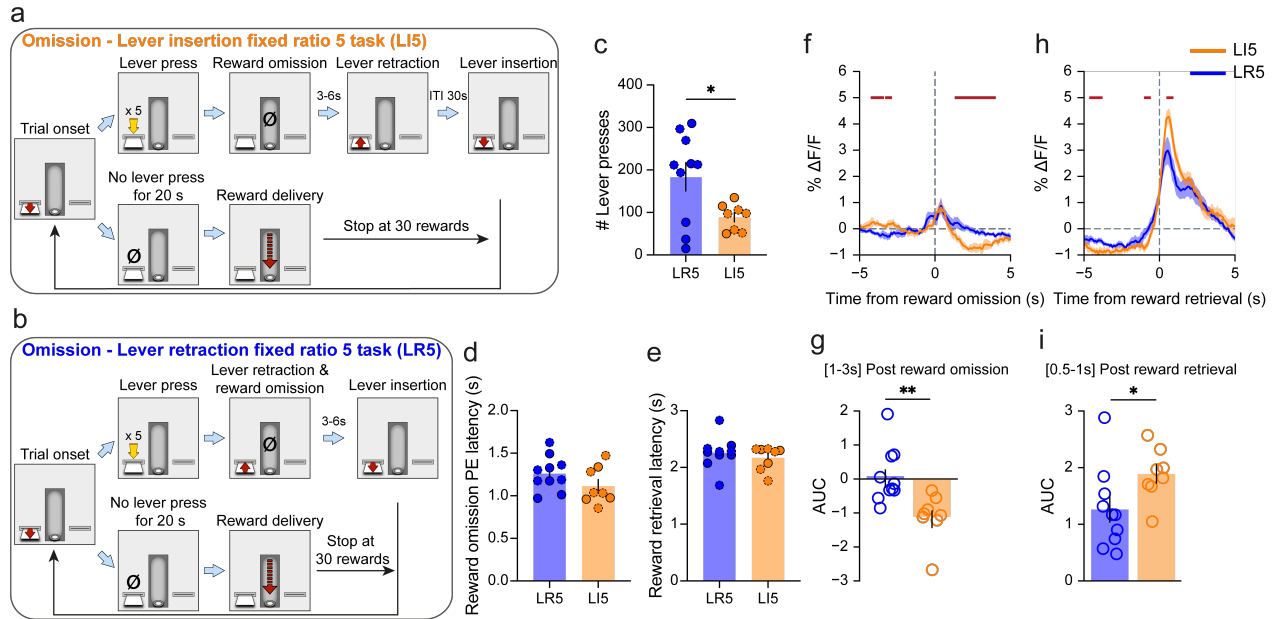 a
Omission - Lever insertion fixed ratio 5 task (LI5)
Lever press
Reward omission
Lever retraction
Lever insertion
x 5
Ø
3-6s
ITI 30s
Trial onset
No lever press
for 20 s
Reward delivery
Ø
Stop at 30 rewards
b
Omission - Lever retraction fixed ratio 5 task (LR5)
Lever press
Lever retraction &
reward omission
Lever insertion
x 5
Ø
3-6s
Trial onset
No lever press
for 20 s
Reward delivery
Ø
Stop at
30 rewards
c
# Lever presses
400
300
200
100
0
*
LR5
LI5
d
Reward omission PE latency (s)
2.0
1.5
1.0
0.5
0.0
LR5
LI5
e
Reward retrieval latency (s)
3
2
1
0
LR5
LI5
f
% ΔF/F
6
5
4
3
2
1
0
−1
−5
0
5
Time from reward omission (s)
g
[1-3s] Post reward omission
AUC
2
1
0
−1
−2
−3
**
h
LI5
LR5
% ΔF/F
6
5
4
3
2
1
0
−1
−5
0
5
Time from reward retrieval (s)
i
[0.5-1s] Post reward retrieval
AUC
3
2
1
0
*
LR5
LI5